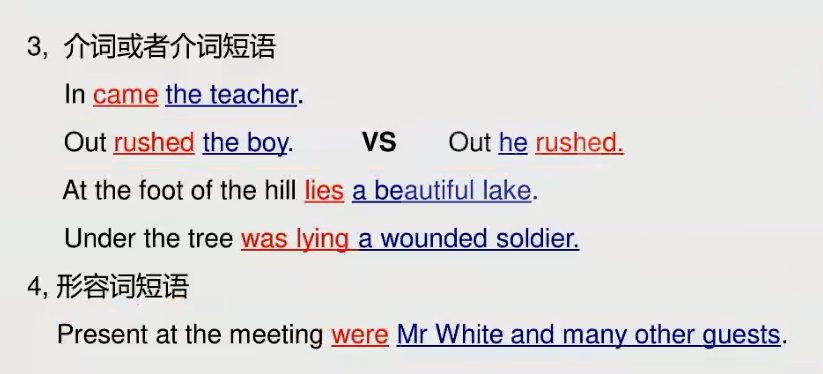 3, 介词或者介词短语
In came the teacher.
Out rushed the boy. VS Out he rushed.
At the foot of the hill lies a beautiful lake.
Under the tree was lying a wounded soldier.
4, 形容词短语
Present at the meeting were Mr White and many other guests.